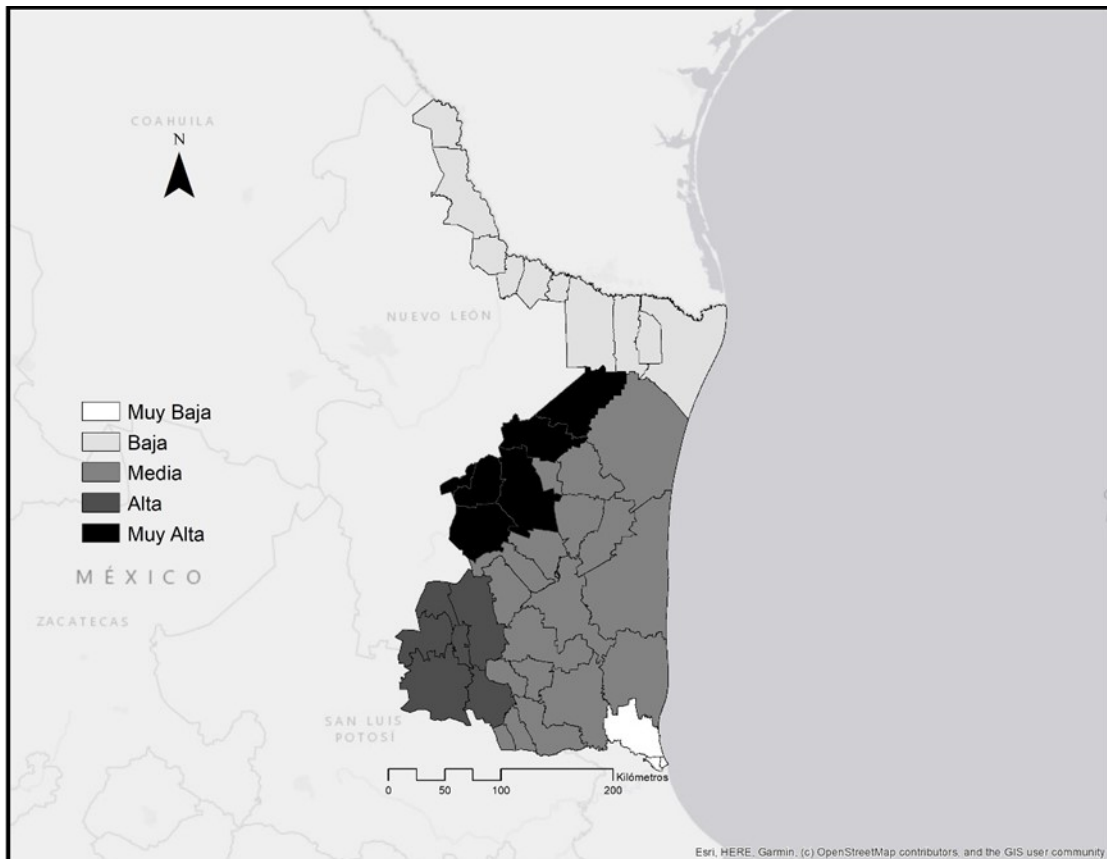 COAHUILA
N
NUEVO LEÓN
Muy Baja
Baja
Media
Alta
Muy Alta
MÉXICO
ZACATECAS
SAN LUIS
POTOSÍ
Kilómetros
0 50 100 200
Esri, HERE, Garmin, (c) OpenStreetMap contributors, and the GIS user community